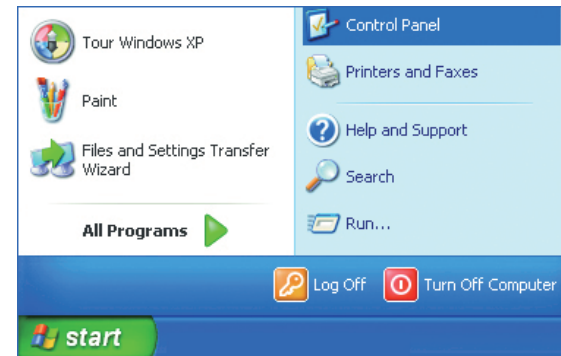 Tour Windows XP
Paint
Files and Settings Transfer
Wizard
All Programs
Control Panel
Printers and Faxes
Help and Support
Search
Run...
Log Off
Turn Off Computer
start